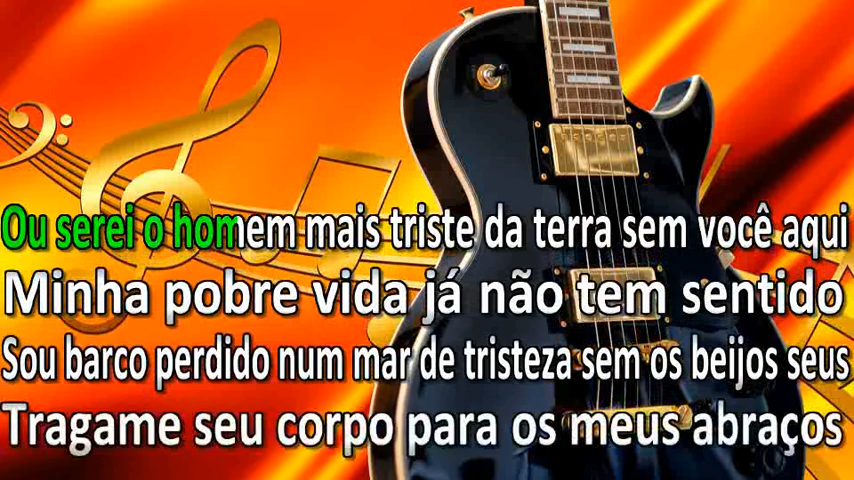 Ou serei o homem mais triste da terra sem você aqui
Minha pobre vida já não tem sentido
Sou barco perdido num mar de tristeza sem os beijos seus
Tragame seu corpo para os meus abraços